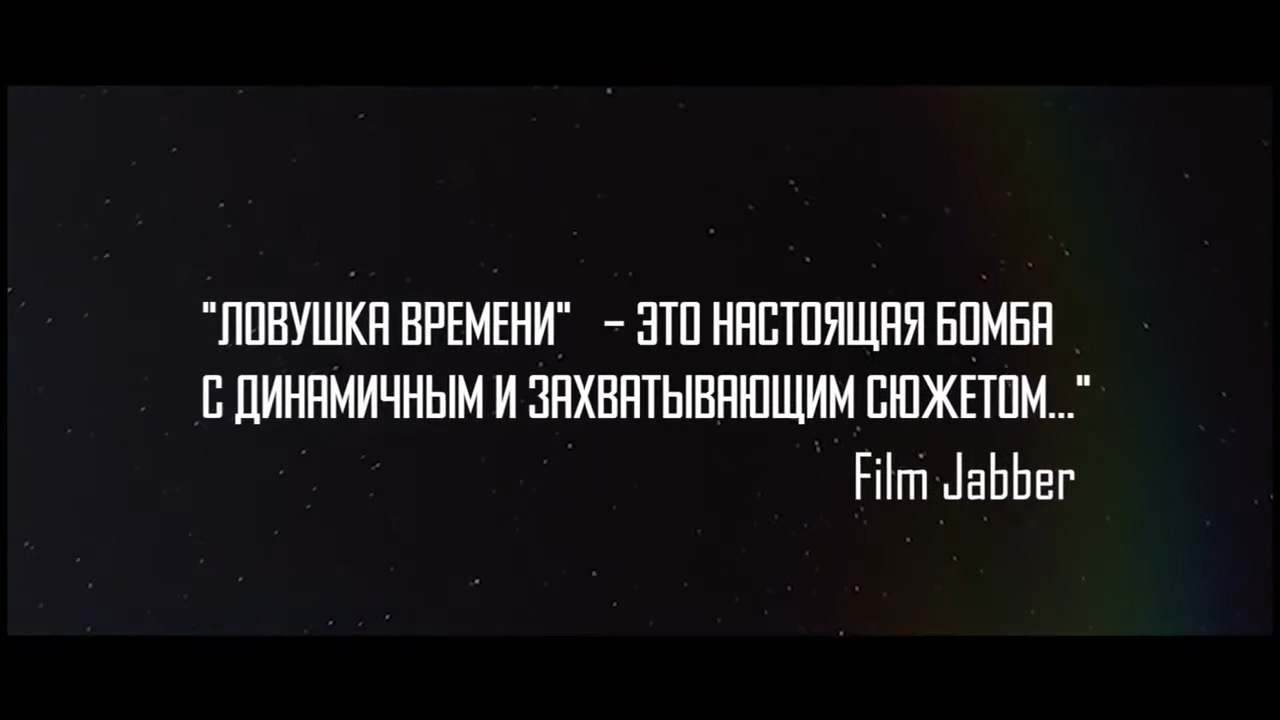 "ЛОВУШКА ВРЕМЕНИ" – ЭТО НАСТОЯЩАЯ БОМБА
С ДИНАМИЧНЫМ И ЗАХВАТЫВАЮЩИМ СЮЖЕТОМ..."
Film Jabber